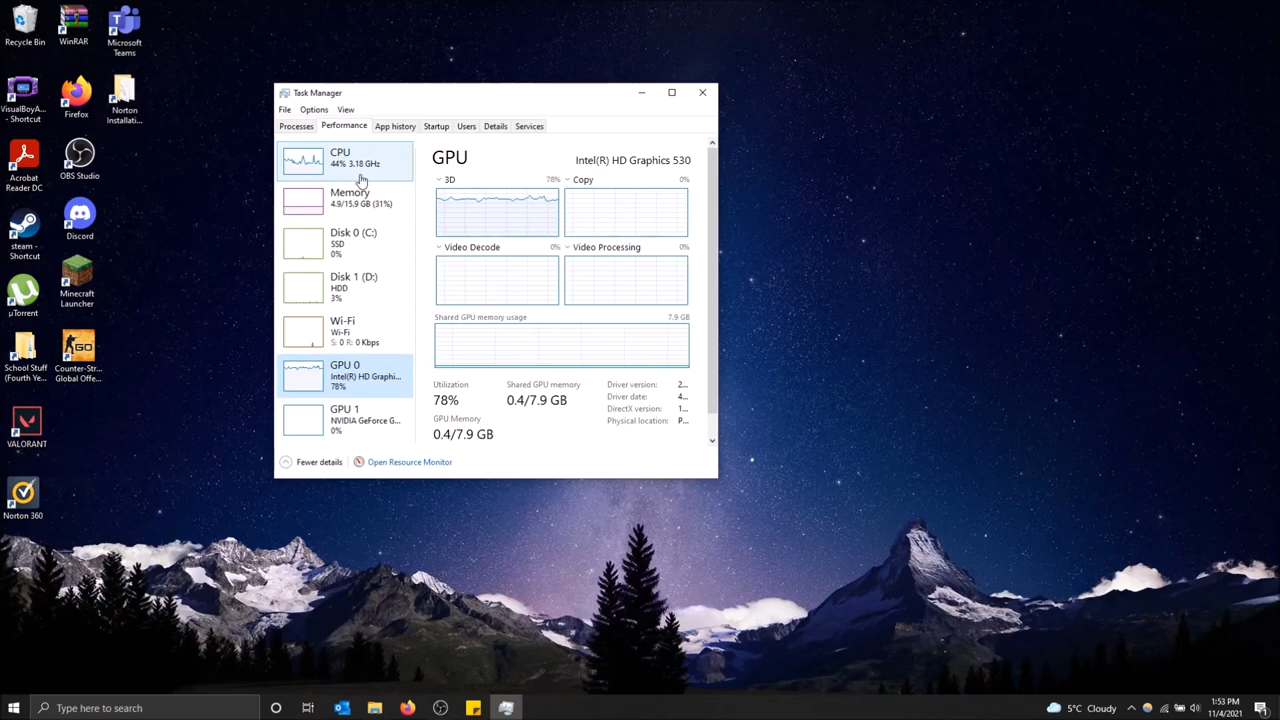 Recycle Bin
WinRAR
Microsoft
Teams
VisualBoyA...
- Shortcut
Firefox
Norton
Installati...
Acrobat
Reader DC
OBS Studio
steam -
Shortcut
Discord
µTorrent
Minecraft
Launcher
School Stuff
(Fourth Ye...
Counter-Str...
Global Offe...
GO
VALORANT
Norton 360
Task Manager
File Options View
Processes Performance App history Startup Users Details Services
CPU
44% 3.18 GHz
Memory
4.9/15.9 GB (31%)
Disk 0 (C:)
SSD
0%
Disk 1 (D:)
HDD
3%
Wi-Fi
Wi-Fi
S: 0 R: 0 Kbps
GPU 0
Intel(R) HD Graphi...
78%
GPU 1
NVIDIA GeForce G...
0%
GPU Intel(R) HD Graphics 530
3D 78% Copy 0%
Video Decode 0% Video Processing 0%
Shared GPU memory usage 7.9 GB
Utilization
78%
Shared GPU memory
0.4/7.9 GB
GPU Memory
0.4/7.9 GB
Driver version: 2...
Driver date: 4...
DirectX version: 1...
Physical location: P...
Fewer details Open Resource Monitor
Type here to search
5°C Cloudy
1:53 PM
11/4/2021
1